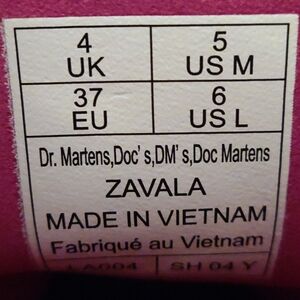 4 5
UK US M
37 6
EU US L
Dr. Martens,Doc' s,DM' s,Doc Martens
ZAVALA
MADE IN VIETNAM
Fabriqué au Vietnam
LA004 SH 04 Y